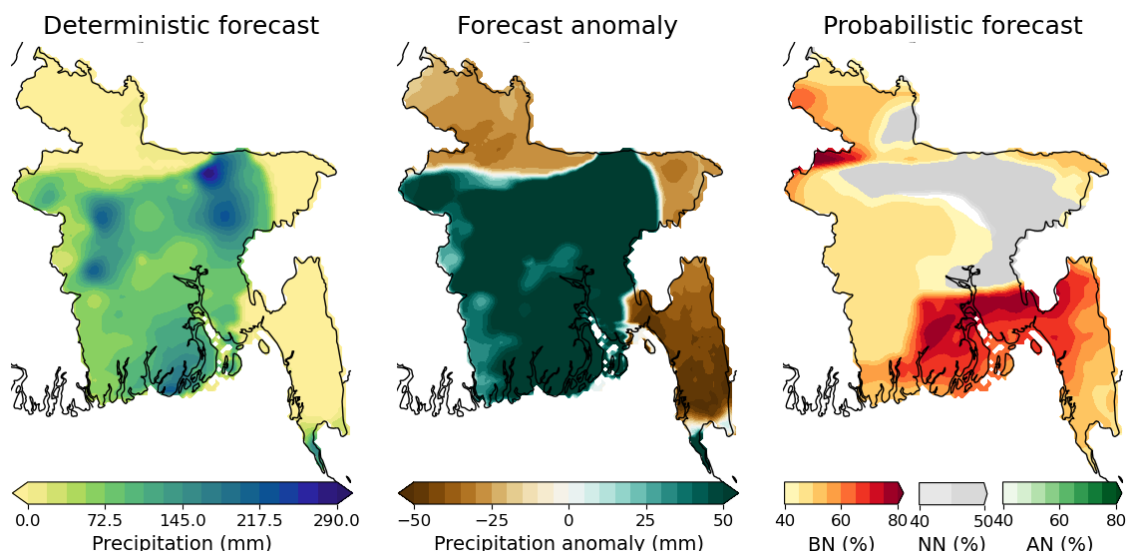 Deterministic forecast
Forecast anomaly
Probabilistic forecast
0.0 72.5 145.0 217.5 290.0
Precipitation (mm)
−50 −25 0 25 50
Precipitation anomaly (mm)
40 60 80
BN (%)
40 50
NN (%)
40 60 80
AN (%)